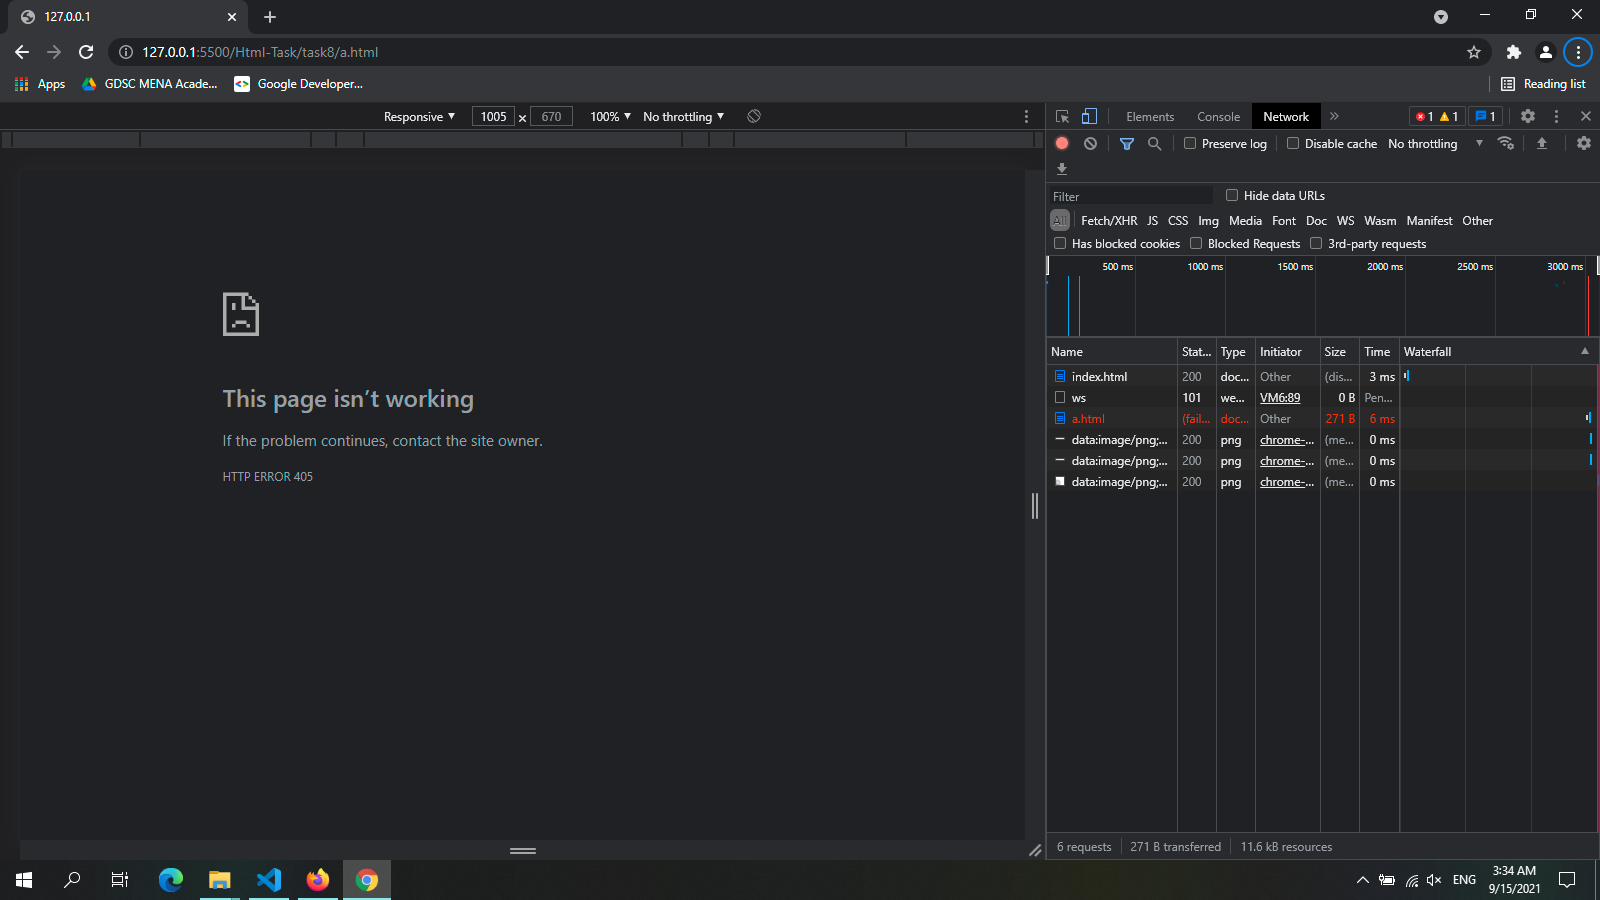 127.0.0.1
127.0.0.1:5500/Html-Task/task8/a.html
Apps GDSC MENA Acade... Google Developer... Reading list
Responsive 1005 × 670 100% No throttling
Elements Console Network » 1 1 1
Preserve log Disable cache No throttling
Filter Hide data URLs
All Fetch/XHR JS CSS Img Media Font Doc WS Wasm Manifest Other
Has blocked cookies Blocked Requests 3rd-party requests
500 ms 1000 ms 1500 ms 2000 ms 2500 ms 3000 ms
Name Stat... Type Initiator Size Time Waterfall
index.html 200 doc... Other (dis... 3 ms
ws 101 we... VM6:89 0 B Pen...
a.html (fail... doc... Other 271 B 6 ms
data:image/png;... 200 png chrome-... (me... 0 ms
data:image/png;... 200 png chrome-... (me... 0 ms
data:image/png;... 200 png chrome-... (me... 0 ms
This page isn’t working
If the problem continues, contact the site owner.
HTTP ERROR 405
6 requests 271 B transferred 11.6 kB resources
ENG
3:34 AM
9/15/2021